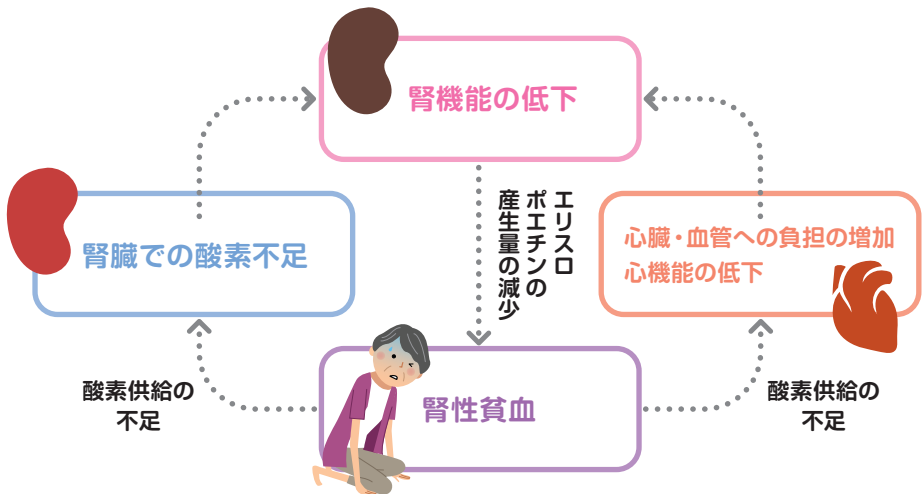 腎機能の低下
エリスロ
ポエチンの
産生量の減少
腎臓での酸素不足
心臓・血管への負担の増加
心機能の低下
酸素供給の
不足
腎性貧血
酸素供給の
不足